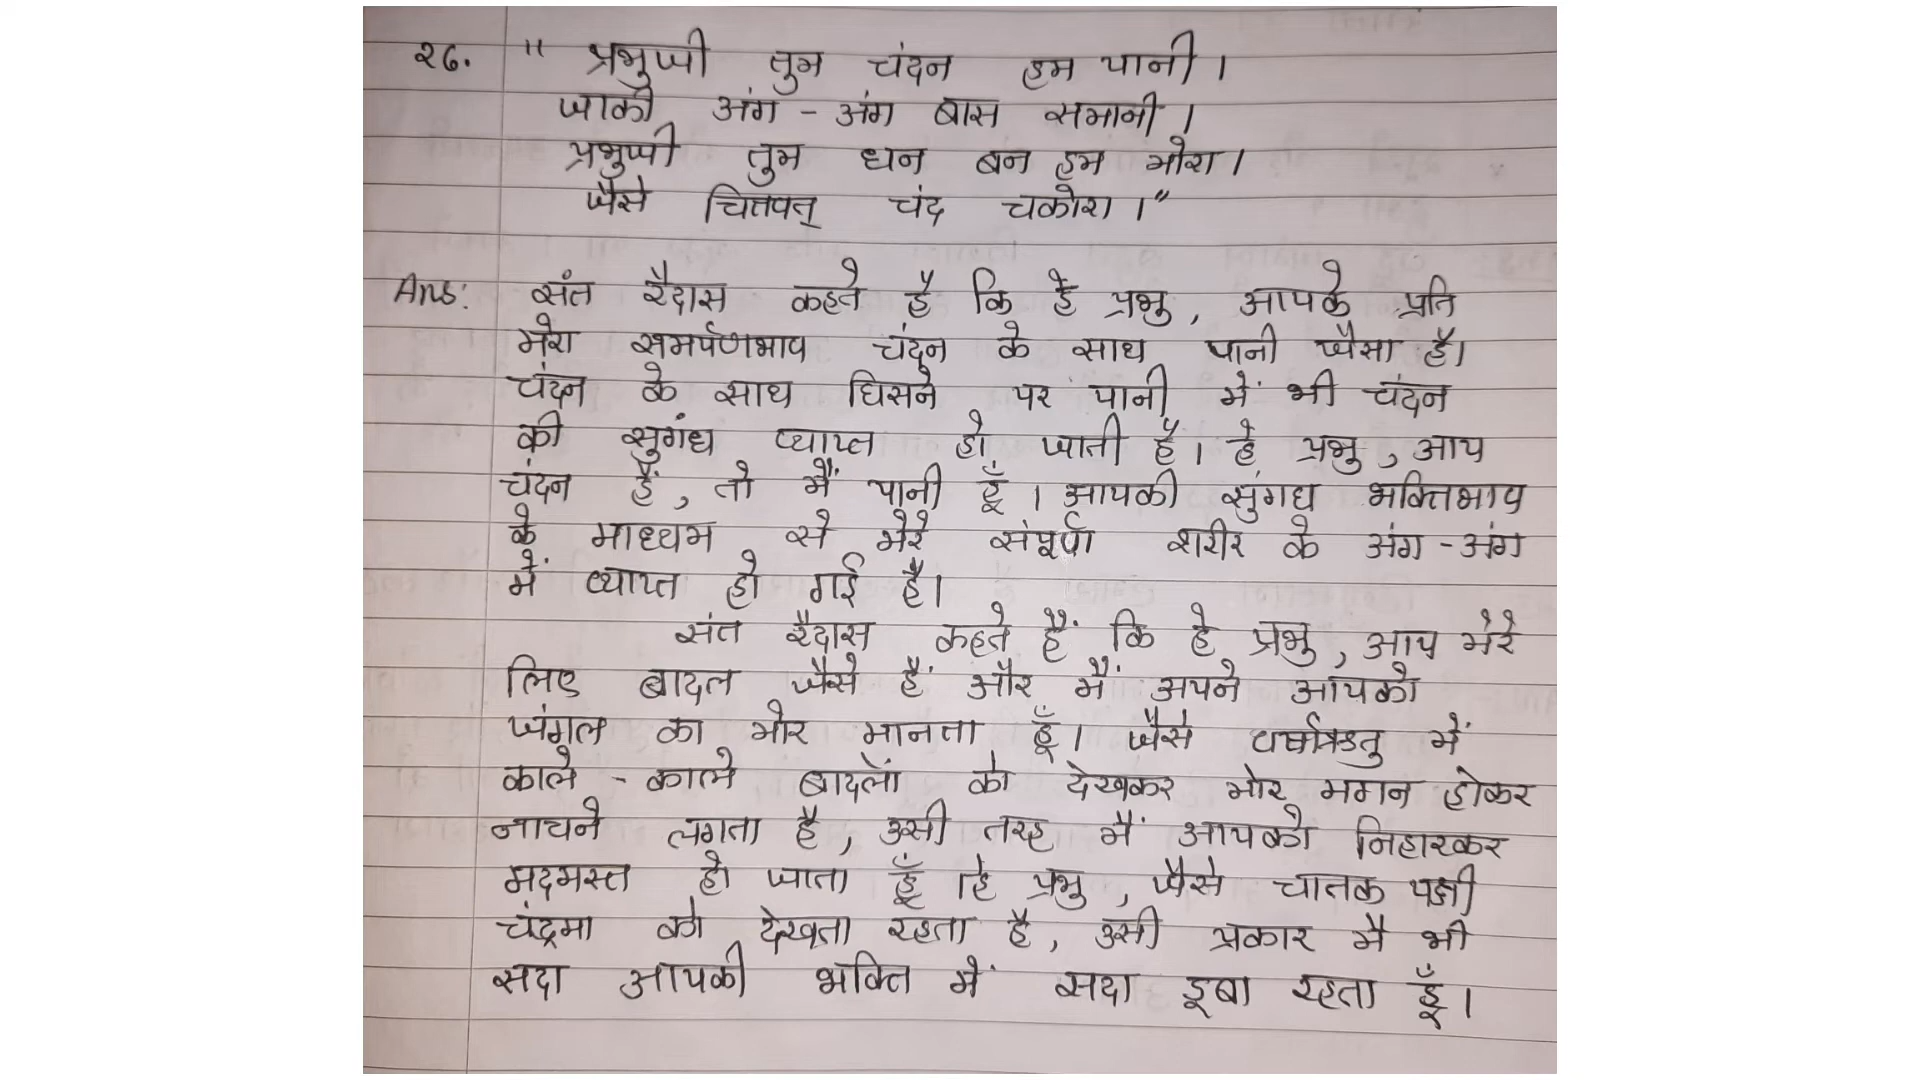 २८. " प्रभुजी तुम चंदन हम पानी।
जाकी अंग - अंग बास समानी।
प्रभुजी तुम घन बन हम मोरा।
जैसे चितवत् चंद चकोरा।"
Ans: संत रैदास कहते है कि हे प्रभु, आपके प्रति
मेरा समर्पणभाव चंदन के साथ पानी जैसा है।
चंदन के साथ घिसने पर पानी में भी चंदन
की सुगंध व्याप्त हो जाती है। हे प्रभु, आप
चंदन हैं, तो मैं पानी हूँ। आपकी सुंगध भक्तिभाव
के माध्यम से मेरे संपूर्ण शरीर के अंग -अंग
में व्याप्त हो गई है।
संत रैदास कहते हैं कि हे प्रभु, आप मेरे
लिए बादल जैसे हैं और मैं अपने आपको
जंगल का मोर मानता हूँ। जैसे वर्षाऋतु में
काले - काले बादलों को देखकर मोर मगन होकर
नाचने लगता है, उसी तरह मैं आपको निहारकर
मदमस्त हो जाता हूँ।हे प्रभु, जैसे चातक पक्षी
चंद्रमा को देखता रहता है, उसी प्रकार मै भी
सदा आपकी भक्ति में सदा डूबा रहता हूँ।